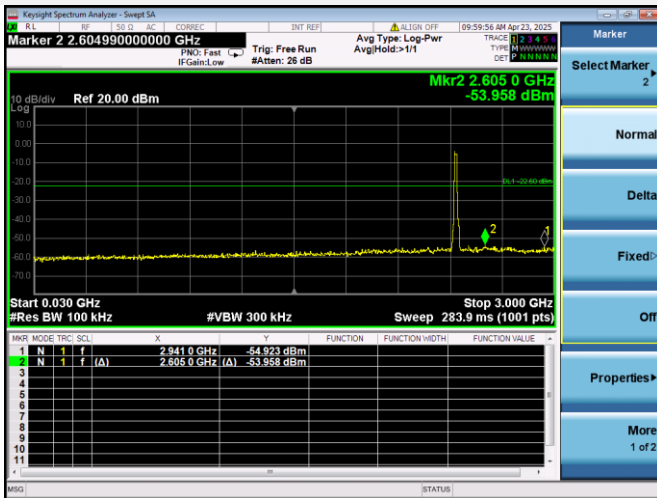 Keysight Spectrum Analyzer - Swept SA
RL RF 50 Ω AC CORREC INT REF ALIGN OFF 09:59:56 AM Apr 23, 2025
Marker 2 2.604990000000 GHz
PNO: Fast
IFGain:Low
Trig: Free Run
#Atten: 26 dB
Avg Type: Log-Pwr
Avg|Hold:>1/1
TRACE 1 2 3 4 5 6
TYPE M W W W W W
DET P N N N N N
Mkr2 2.605 0 GHz
-53.958 dBm
10 dB/div Ref 20.00 dBm
Log
10.0
0.00
-10.0
-20.0
DL1 -22.60 dBm
-30.0
-40.0
-50.0
2
1
-60.0
-70.0
Start 0.030 GHz Stop 3.000 GHz
#Res BW 100 kHz #VBW 300 kHz Sweep 283.9 ms (1001 pts)
MKR MODE TRC SCL X Y FUNCTION FUNCTION WIDTH FUNCTION VALUE
1 N 1 f 2.941 0 GHz -54.923 dBm
2 N 1 f (Δ) 2.605 0 GHz (Δ) -53.958 dBm
3
4
5
6
7
8
9
10
11
MSG STATUS
Marker
Select Marker
2
Normal
Delta
Fixed
Off
Properties
More
1 of 2